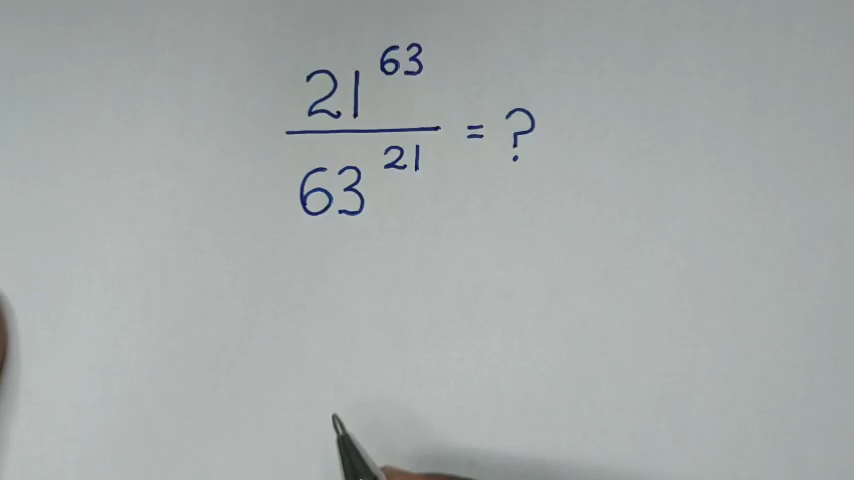 21^63
63^21
= ?